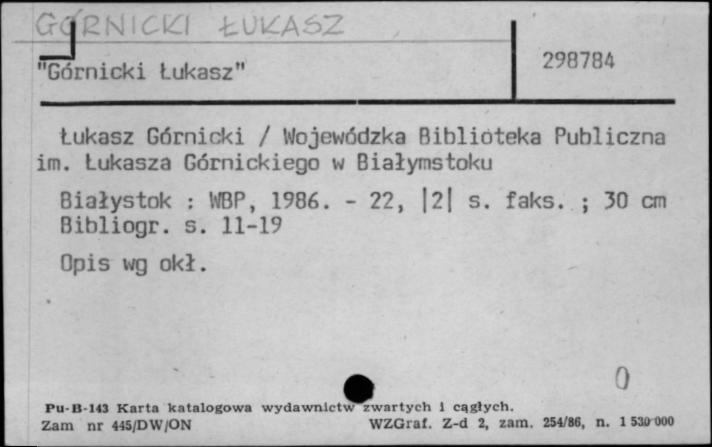 GÓRNICKI ŁUKASZ
"Górnicki Łukasz"
298784
Łukasz Górnicki / Wojewódzka Biblioteka Publiczna
im. Łukasza Górnickiego w Białymstoku
Białystok : WBP, 1986. - 22, |2| s. faks. ; 30 cm
Bibliogr. s. 11-19
Opis wg okł.
0
Pu-B-143 Karta katalogowa wydawnictw zwartych i cągłych.
Zam nr 445/DW/ON WZGraf. Z-d 2, zam. 254/86, n. 1 530 000